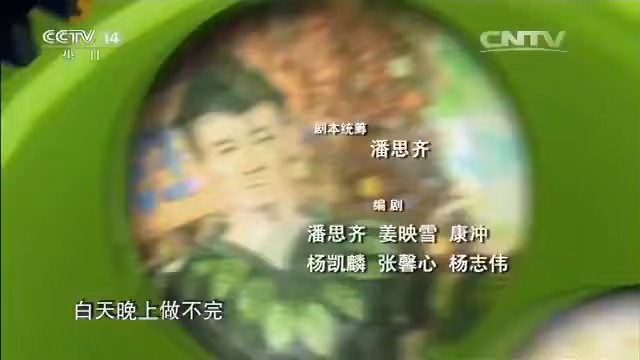 CCTV 14
少儿
CNTV
剧本统筹
潘思齐
编剧
潘思齐 姜映雪 康冲
杨凯麟 张馨心 杨志伟
白天晚上做不完